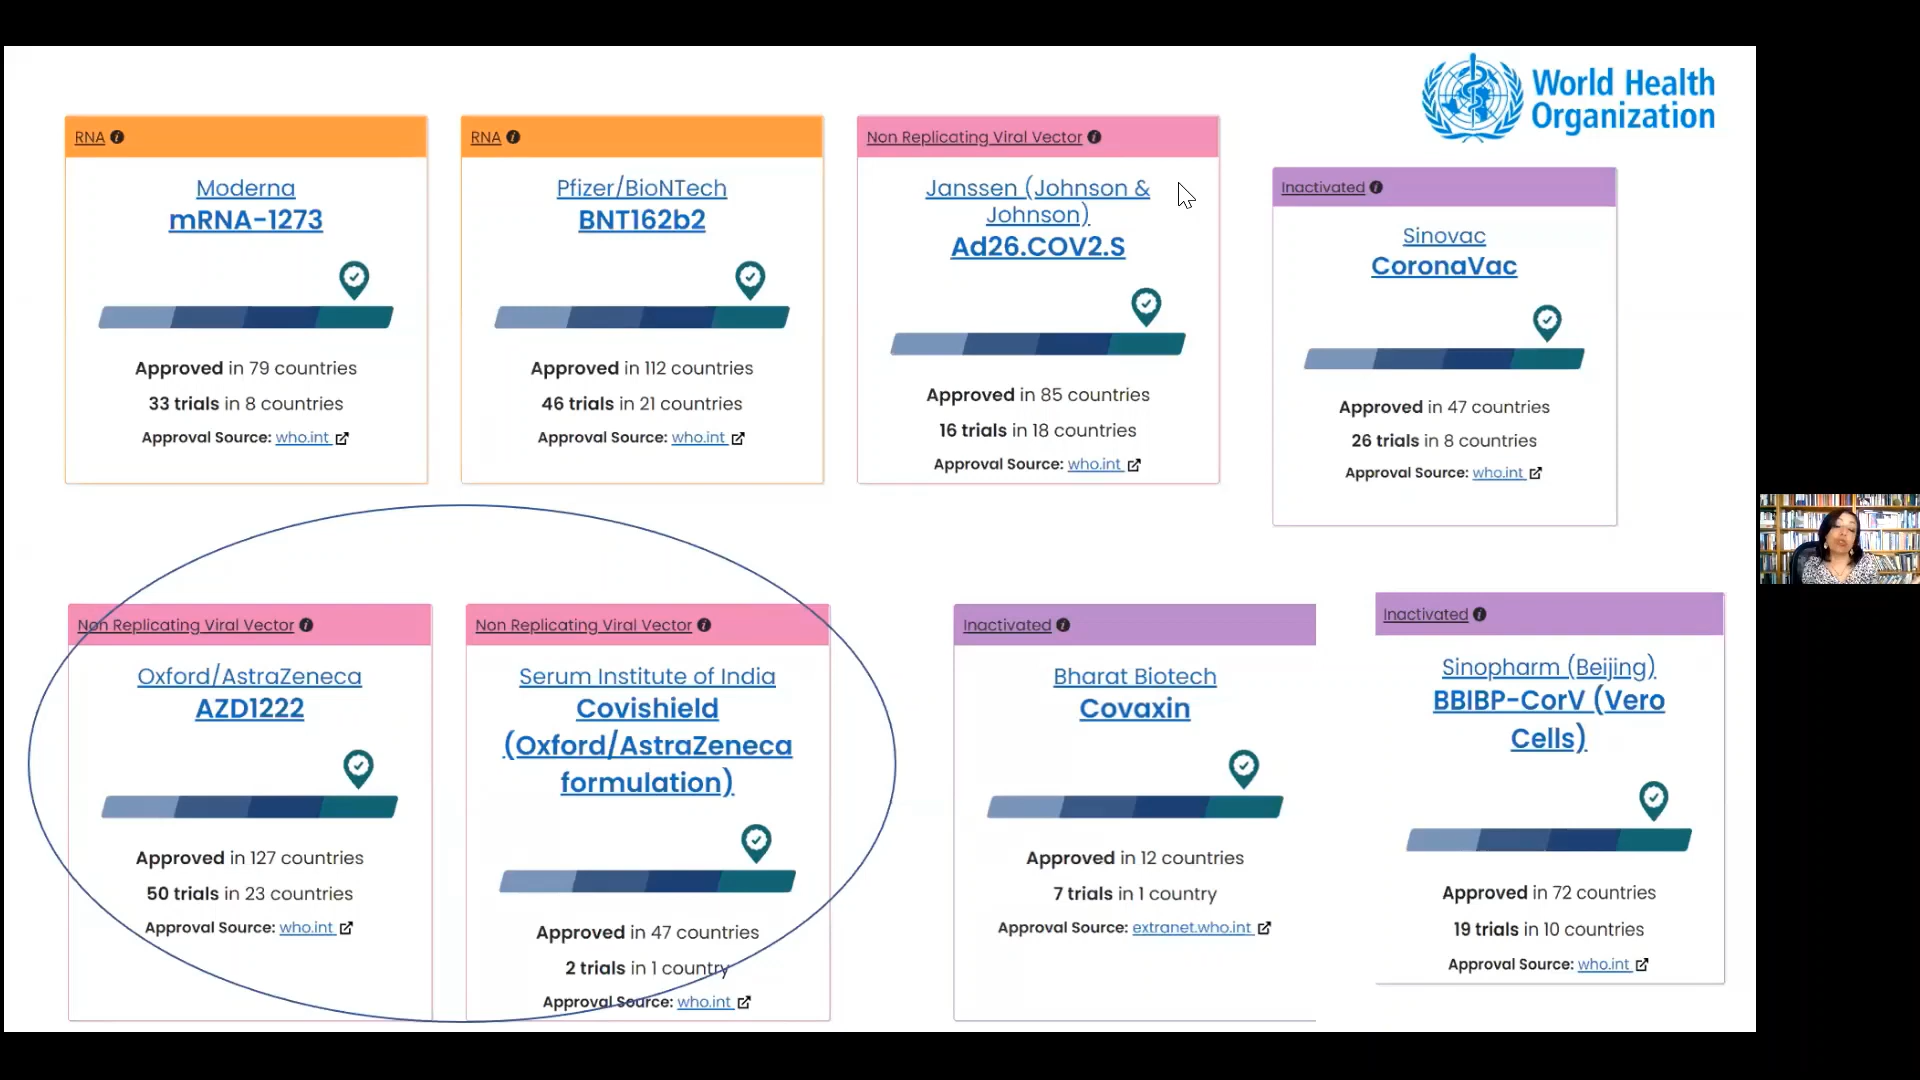 World Health
Organization
RNA
Moderna
mRNA-1273
Approved in 79 countries
33 trials in 8 countries
Approval Source: who.int
RNA
Pfizer/BioNTech
BNT162b2
Approved in 112 countries
46 trials in 21 countries
Approval Source: who.int
Non Replicating Viral Vector
Janssen (Johnson &
Johnson)
Ad26.COV2.S
Approved in 85 countries
16 trials in 18 countries
Approval Source: who.int
Inactivated
Sinovac
CoronaVac
Approved in 47 countries
26 trials in 8 countries
Approval Source: who.int
Non Replicating Viral Vector
Oxford/AstraZeneca
AZD1222
Approved in 127 countries
50 trials in 23 countries
Approval Source: who.int
Non Replicating Viral Vector
Serum Institute of India
Covishield
(Oxford/AstraZeneca
formulation)
Approved in 47 countries
2 trials in 1 country
Approval Source: who.int
Inactivated
Bharat Biotech
Covaxin
Approved in 12 countries
7 trials in 1 country
Approval Source: extranet.who.int
Inactivated
Sinopharm (Beijing)
BBIBP-CorV (Vero
Cells)
Approved in 72 countries
19 trials in 10 countries
Approval Source: who.int